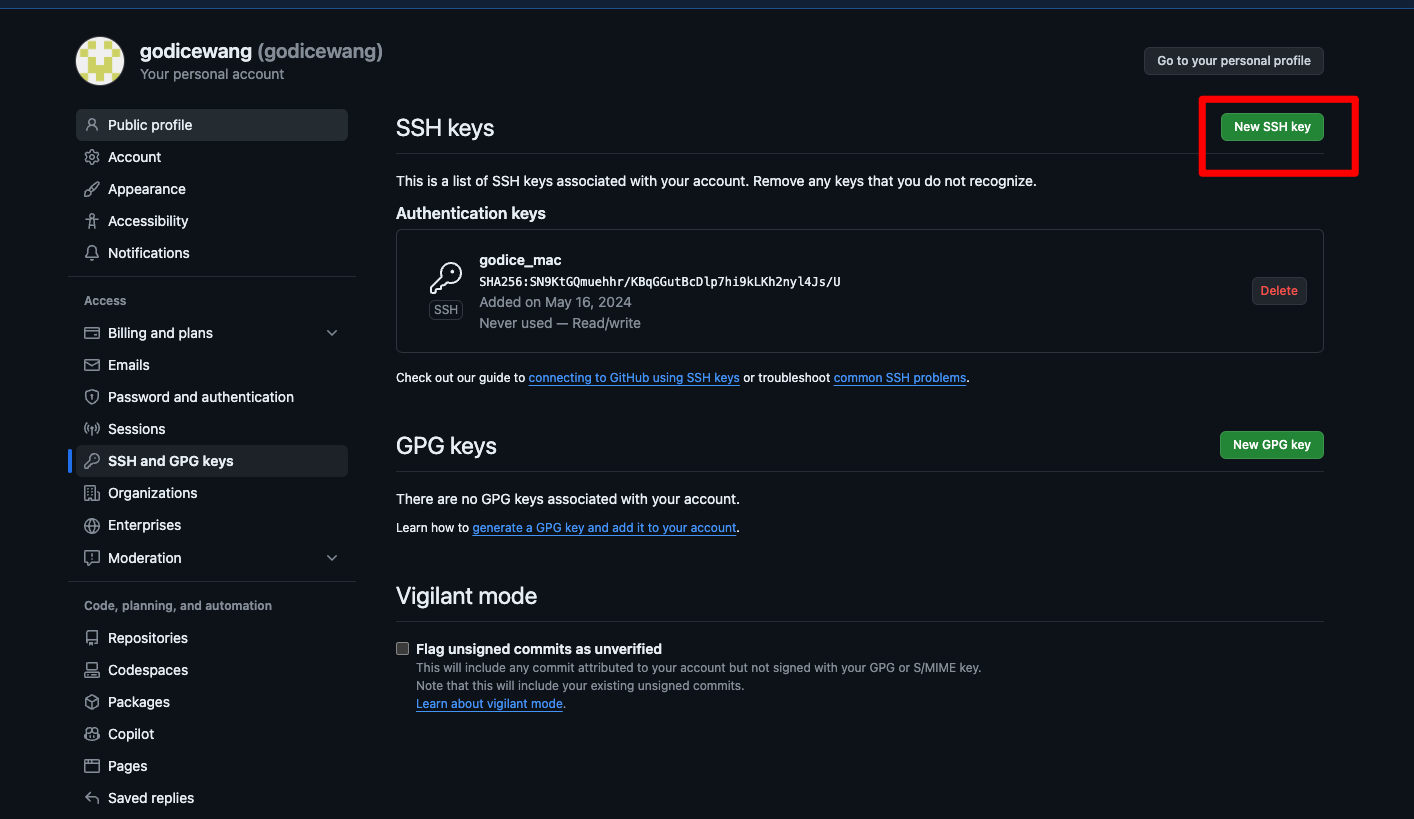 godicewang (godicewang)
Your personal account
Go to your personal profile
Public profile
Account
Appearance
Accessibility
Notifications
Access
Billing and plans
Emails
Password and authentication
Sessions
SSH and GPG keys
Organizations
Enterprises
Moderation
Code, planning, and automation
Repositories
Codespaces
Packages
Copilot
Pages
Saved replies
SSH keys
New SSH key
This is a list of SSH keys associated with your account. Remove any keys that you do not recognize.
Authentication keys
godice_mac
SHA256:SN9KtGQmuehhr/KBqGGutBcDlp7hi9kLKh2nyl4Js/U
SSH
Added on May 16, 2024
Never used — Read/write
Delete
Check out our guide to connecting to GitHub using SSH keys or troubleshoot common SSH problems.
GPG keys
New GPG key
There are no GPG keys associated with your account.
Learn how to generate a GPG key and add it to your account.
Vigilant mode
Flag unsigned commits as unverified
This will include any commit attributed to your account but not signed with your GPG or S/MIME key.
Note that this will include your existing unsigned commits.
Learn about vigilant mode.